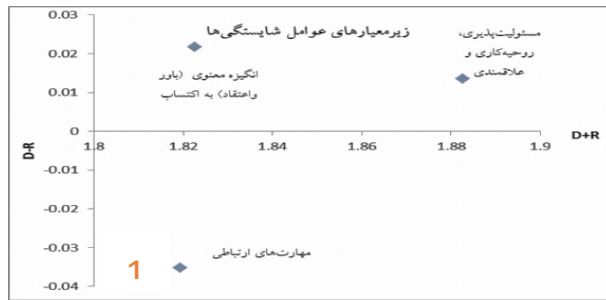 زیرمعیارهای عوامل شایستگی‌ها
مسئولیت‌پذیری،
روحیه‌کاری و
علاقمندی
انگیزه معنوی (باور
واعتقاد) به اکتساب
مهارت‌های ارتباطی
0.03
0.02
0.01
0
-0.01
-0.02
-0.03
-0.04
D-R
1.8
1.82
1.84
1.86
1.88
1.9
D+R
1